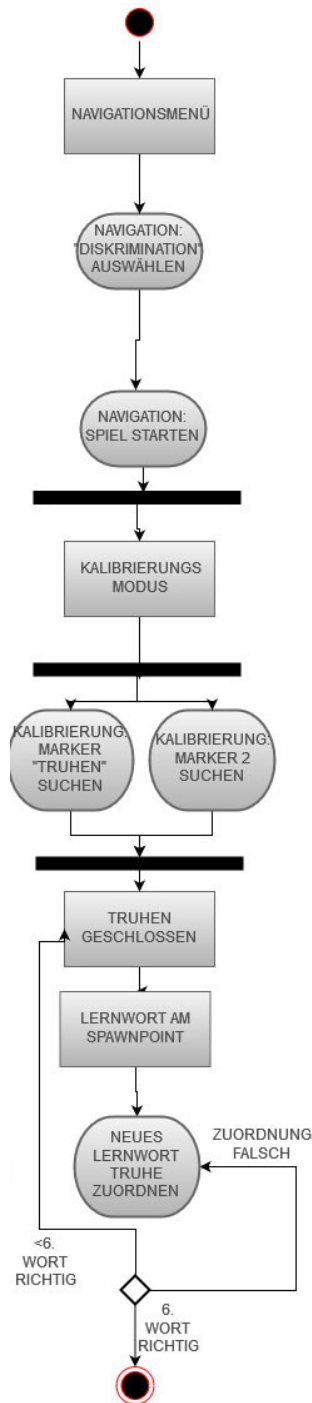 NAVIGATIONSMENÜ
NAVIGATION:
"DISKRIMINATION"
AUSWÄHLEN
NAVIGATION:
SPIEL STARTEN
KALIBRIERUNGS
MODUS
KALIBRIERUNG:
MARKER
"TRUHEN"
SUCHEN
KALIBRIERUNG:
MARKER 2
SUCHEN
TRUHEN
GESCHLOSSEN
LERNWORT AM
SPAWNPOINT
NEUES
LERNWORT
TRUHE
ZUORDNEN
ZUORDNUNG
FALSCH
<6.
WORT
RICHTIG
6.
WORT
RICHTIG